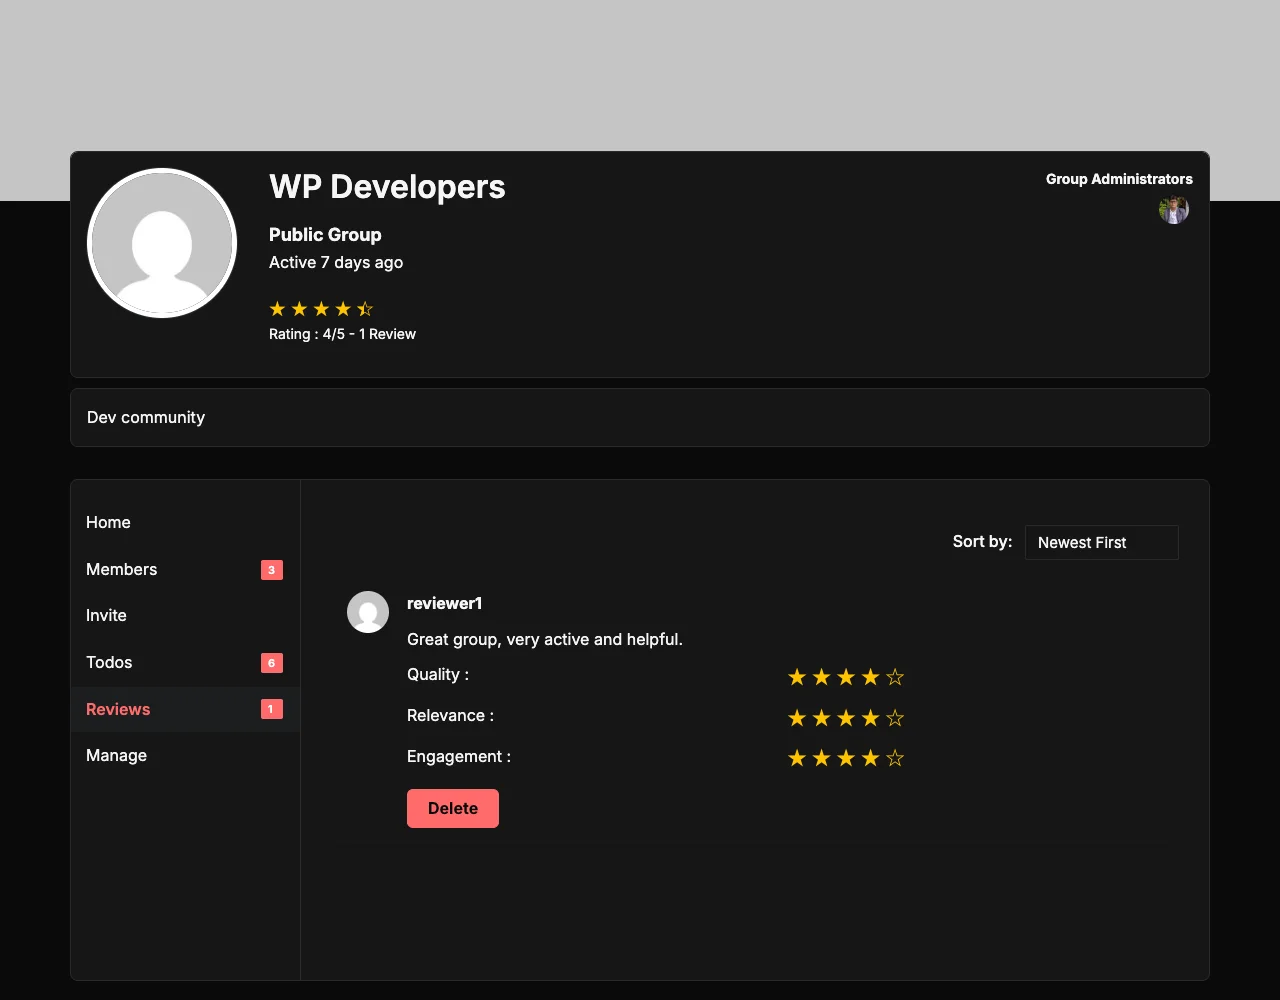 WP Developers
Group Administrators
Public Group
Active 7 days ago
★ ★ ★ ★ ⯪
Rating : 4/5 - 1 Review
Dev community
Home
Members 3
Invite
Todos 6
Reviews 1
Manage
Sort by: Newest First
reviewer1
Great group, very active and helpful.
Quality : ★ ★ ★ ★ ☆
Relevance : ★ ★ ★ ★ ☆
Engagement : ★ ★ ★ ★ ☆
Delete